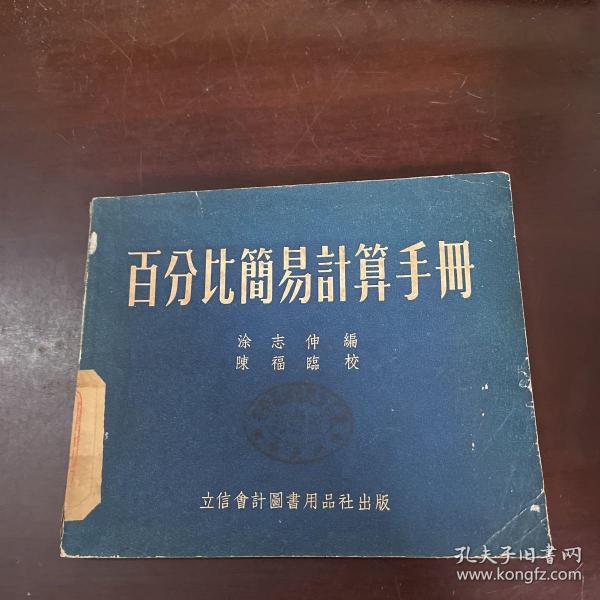 百分比簡易計算手冊
涂志伸編
陳福臨校
立信會計圖書用品社出版
孔夫子旧书网
www.kongfz.com